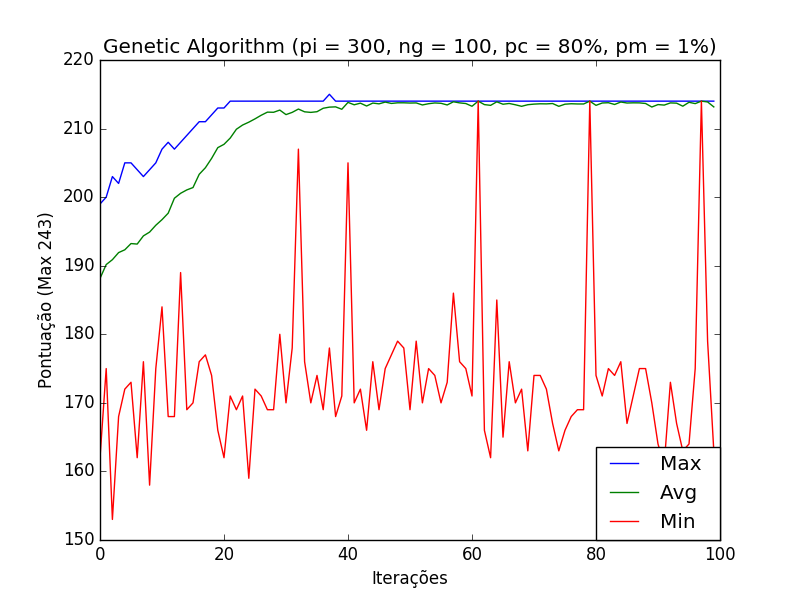 Genetic Algorithm (pi = 300, ng = 100, pc = 80%, pm = 1%)
220
210
200
190
180
170
160
150
Pontuação (Max 243)
Max
Avg
Min
0
20
40
60
80
100
Iterações